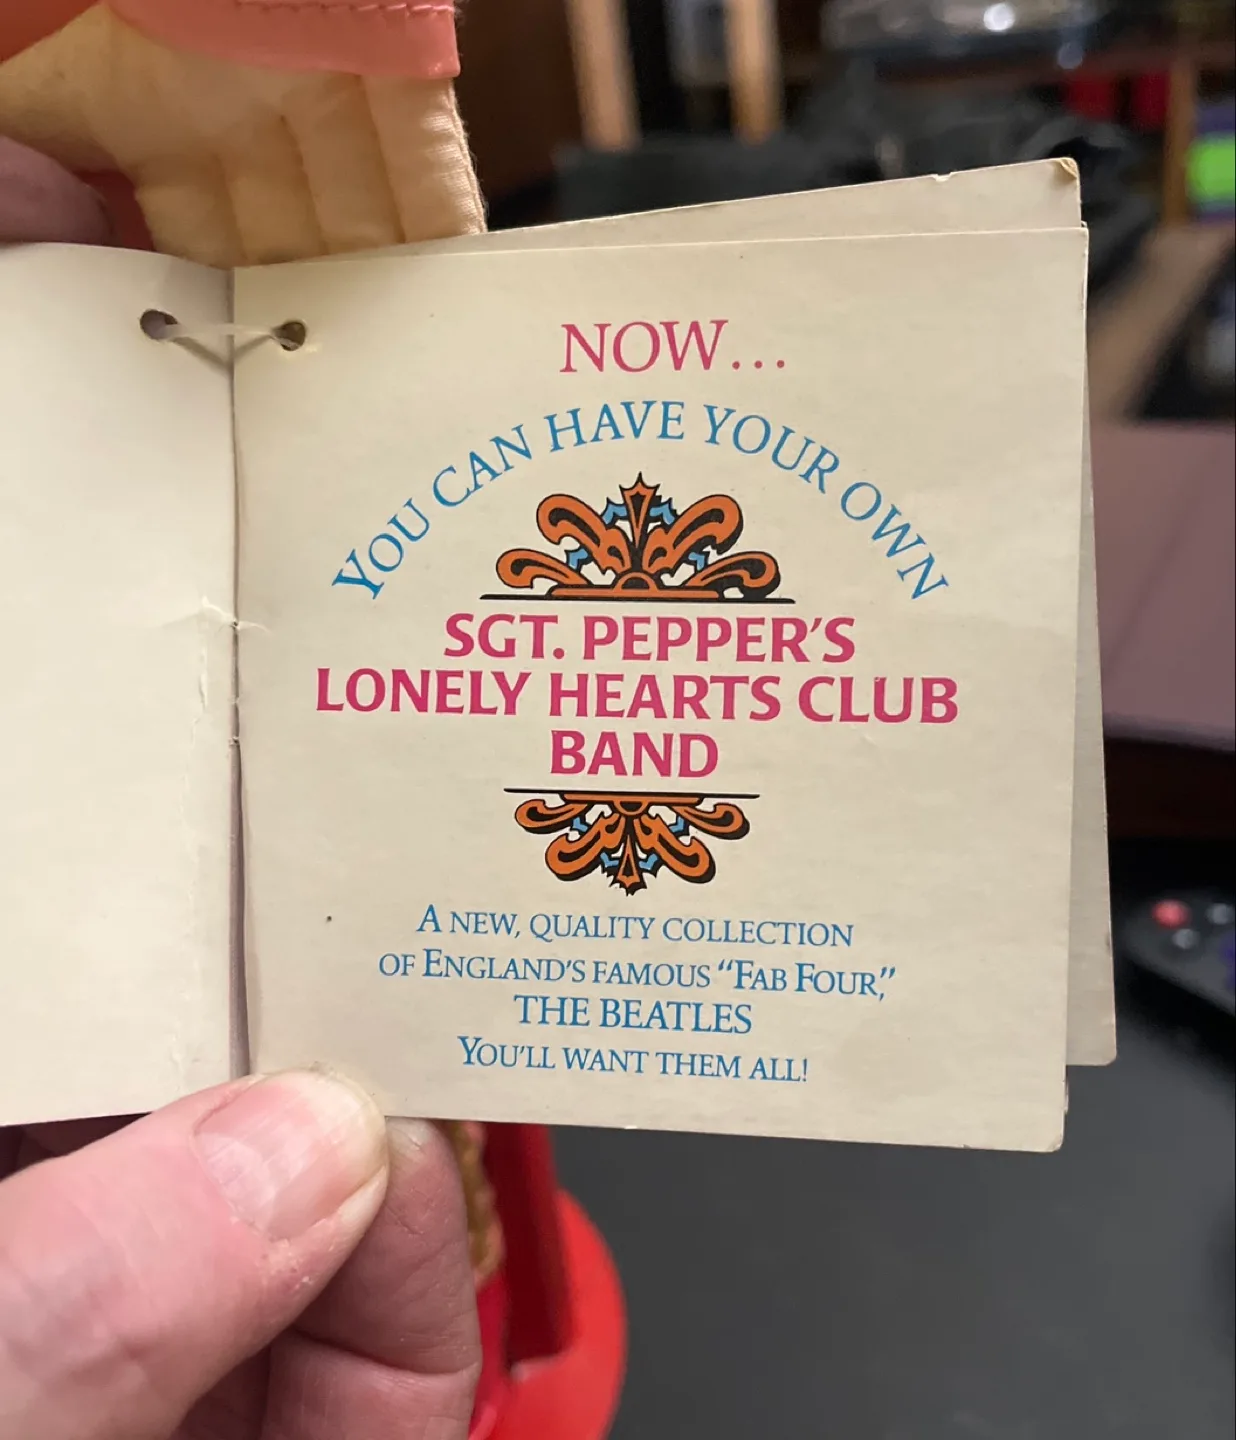 NOW...
YOU CAN HAVE YOUR OWN
SGT. PEPPER'S
LONELY HEARTS CLUB
BAND
A NEW, QUALITY COLLECTION
OF ENGLAND'S FAMOUS "FAB FOUR,"
THE BEATLES
YOU'LL WANT THEM ALL!